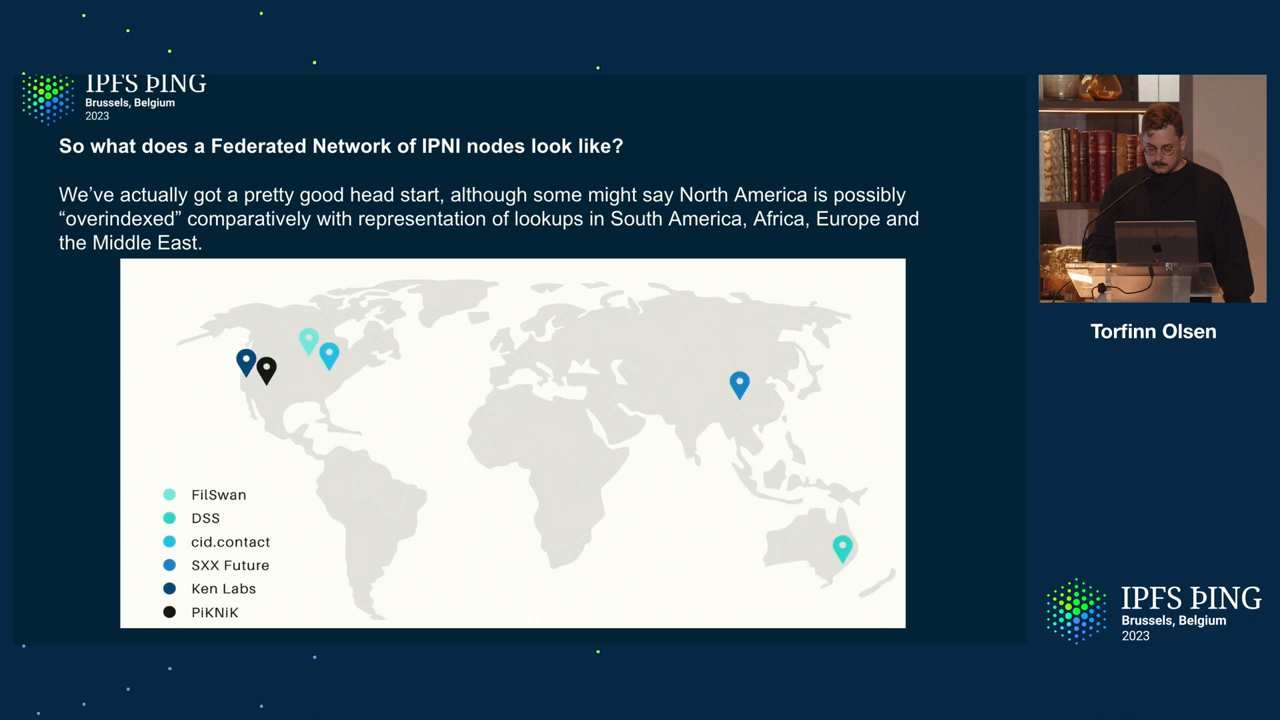 IPFS ÞING
Brussels, Belgium
2023
So what does a Federated Network of IPNI nodes look like?
We’ve actually got a pretty good head start, although some might say North America is possibly
“overindexed” comparatively with representation of lookups in South America, Africa, Europe and
the Middle East.
FilSwan
DSS
cid.contact
SXX Future
Ken Labs
PiKNiK
Torfinn Olsen
IPFS ÞING
Brussels, Belgium
2023